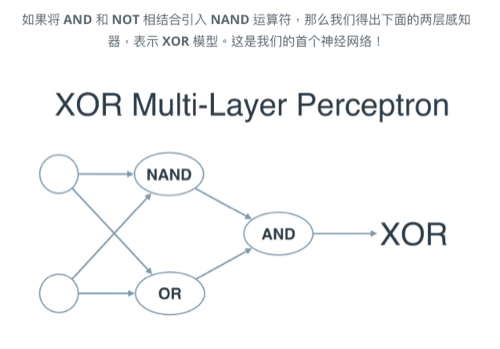 如果将 AND 和 NOT 相结合引入 NAND 运算符，那么我们得出下面的两层感知
器，表示 XOR 模型。这是我们的首个神经网络！
XOR Multi-Layer Perceptron
NAND
AND
XOR
OR